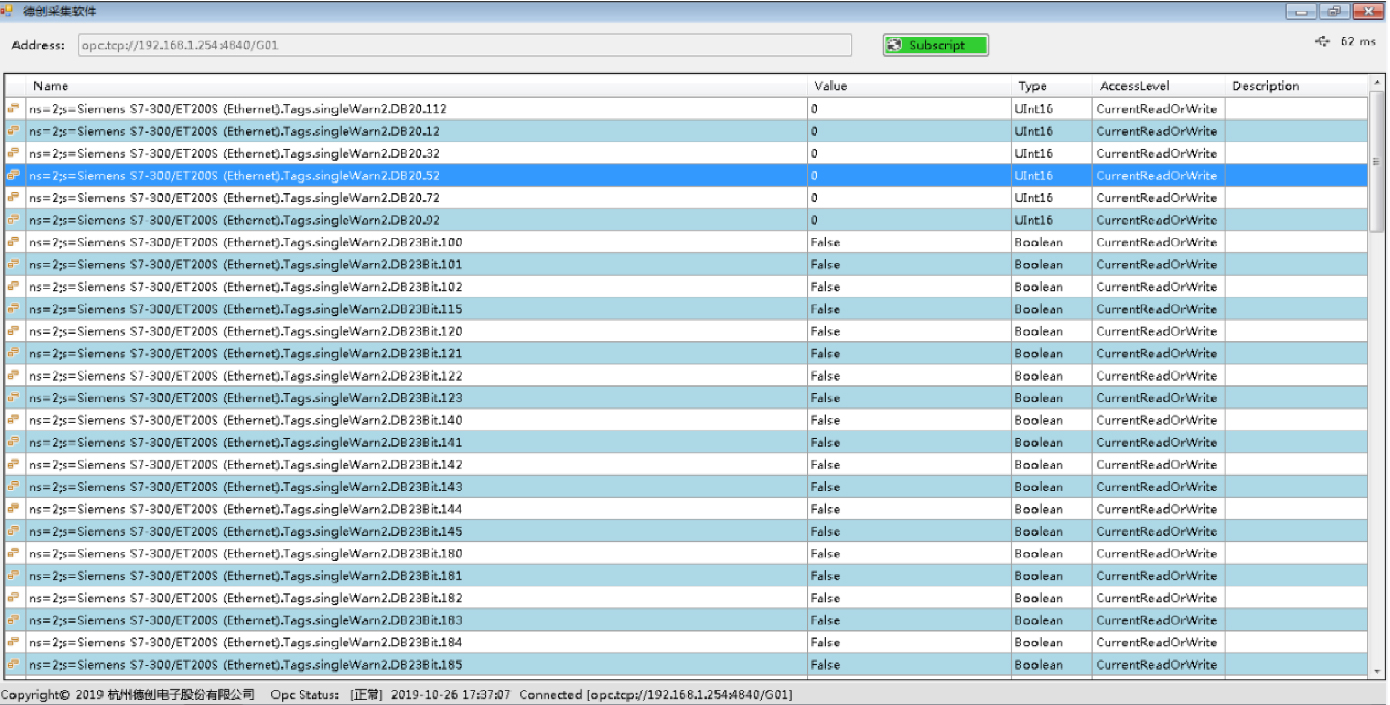 德创采集软件
Address: opc.tcp://192.168.1.254:4840/G01 Subscript 62 ms
Name Value Type AccessLevel Description
ns=2;s=Siemens S7-300/ET200S (Ethernet).Tags.singleWarn2.DB20.112 0 UInt16 CurrentReadOrWrite
ns=2;s=Siemens S7-300/ET200S (Ethernet).Tags.singleWarn2.DB20.12 0 UInt16 CurrentReadOrWrite
ns=2;s=Siemens S7-300/ET200S (Ethernet).Tags.singleWarn2.DB20.32 0 UInt16 CurrentReadOrWrite
ns=2;s=Siemens S7-300/ET200S (Ethernet).Tags.singleWarn2.DB20.52 0 UInt16 CurrentReadOrWrite
ns=2;s=Siemens S7-300/ET200S (Ethernet).Tags.singleWarn2.DB20.72 0 UInt16 CurrentReadOrWrite
ns=2;s=Siemens S7-300/ET200S (Ethernet).Tags.singleWarn2.DB20.92 0 UInt16 CurrentReadOrWrite
ns=2;s=Siemens S7-300/ET200S (Ethernet).Tags.singleWarn2.DB23Bit.100 False Boolean CurrentReadOrWrite
ns=2;s=Siemens S7-300/ET200S (Ethernet).Tags.singleWarn2.DB23Bit.101 False Boolean CurrentReadOrWrite
ns=2;s=Siemens S7-300/ET200S (Ethernet).Tags.singleWarn2.DB23Bit.102 False Boolean CurrentReadOrWrite
ns=2;s=Siemens S7-300/ET200S (Ethernet).Tags.singleWarn2.DB23Bit.115 False Boolean CurrentReadOrWrite
ns=2;s=Siemens S7-300/ET200S (Ethernet).Tags.singleWarn2.DB23Bit.120 False Boolean CurrentReadOrWrite
ns=2;s=Siemens S7-300/ET200S (Ethernet).Tags.singleWarn2.DB23Bit.121 False Boolean CurrentReadOrWrite
ns=2;s=Siemens S7-300/ET200S (Ethernet).Tags.singleWarn2.DB23Bit.122 False Boolean CurrentReadOrWrite
ns=2;s=Siemens S7-300/ET200S (Ethernet).Tags.singleWarn2.DB23Bit.123 False Boolean CurrentReadOrWrite
ns=2;s=Siemens S7-300/ET200S (Ethernet).Tags.singleWarn2.DB23Bit.140 False Boolean CurrentReadOrWrite
ns=2;s=Siemens S7-300/ET200S (Ethernet).Tags.singleWarn2.DB23Bit.141 False Boolean CurrentReadOrWrite
ns=2;s=Siemens S7-300/ET200S (Ethernet).Tags.singleWarn2.DB23Bit.142 False Boolean CurrentReadOrWrite
ns=2;s=Siemens S7-300/ET200S (Ethernet).Tags.singleWarn2.DB23Bit.143 False Boolean CurrentReadOrWrite
ns=2;s=Siemens S7-300/ET200S (Ethernet).Tags.singleWarn2.DB23Bit.144 False Boolean CurrentReadOrWrite
ns=2;s=Siemens S7-300/ET200S (Ethernet).Tags.singleWarn2.DB23Bit.145 False Boolean CurrentReadOrWrite
ns=2;s=Siemens S7-300/ET200S (Ethernet).Tags.singleWarn2.DB23Bit.180 False Boolean CurrentReadOrWrite
ns=2;s=Siemens S7-300/ET200S (Ethernet).Tags.singleWarn2.DB23Bit.181 False Boolean CurrentReadOrWrite
ns=2;s=Siemens S7-300/ET200S (Ethernet).Tags.singleWarn2.DB23Bit.182 False Boolean CurrentReadOrWrite
ns=2;s=Siemens S7-300/ET200S (Ethernet).Tags.singleWarn2.DB23Bit.183 False Boolean CurrentReadOrWrite
ns=2;s=Siemens S7-300/ET200S (Ethernet).Tags.singleWarn2.DB23Bit.184 False Boolean CurrentReadOrWrite
ns=2;s=Siemens S7-300/ET200S (Ethernet).Tags.singleWarn2.DB23Bit.185 False Boolean CurrentReadOrWrite
Copyright© 2019 杭州德创电子股份有限公司 Opc Status: [正常] 2019-10-26 17:37:07 Connected [opc.tcp://192.168.1.254:4840/G01]